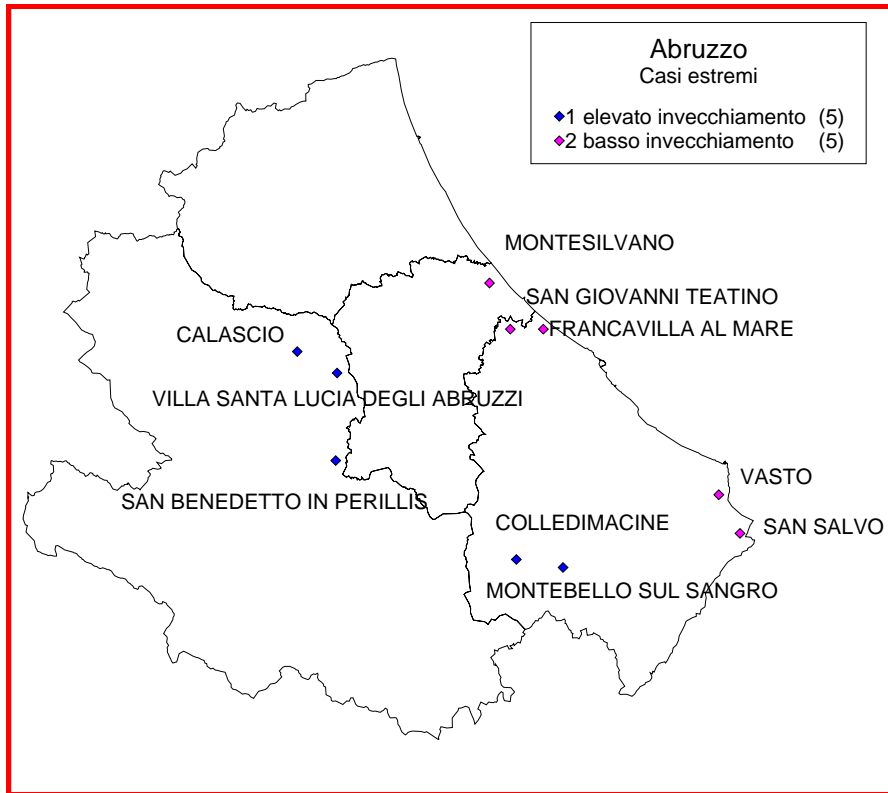 Abruzzo
Casi estremi
1 elevato invecchiamento (5)
2 basso invecchiamento (5)
MONTESILVANO
SAN GIOVANNI TEATINO
FRANCAVILLA AL MARE
CALASCIO
VILLA SANTA LUCIA DEGLI ABRUZZI
SAN BENEDETTO IN PERILLIS
VASTO
COLLEDIMACINE
SAN SALVO
MONTEBELLO SUL SANGRO